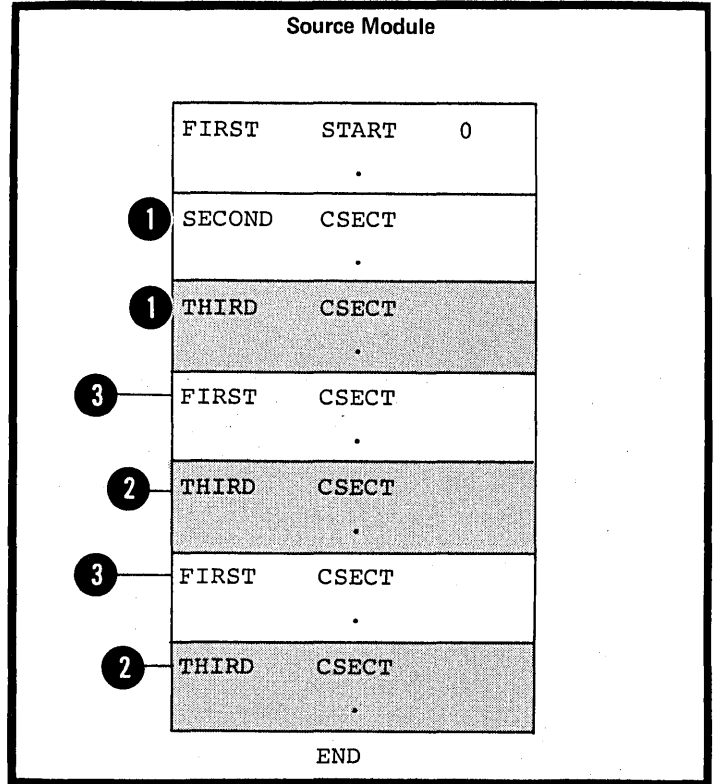 Source Module
FIRST START 0
.
1 SECOND CSECT
.
1 THIRD CSECT
.
3 FIRST CSECT
.
2 THIRD CSECT
.
3 FIRST CSECT
.
2 THIRD CSECT
.
END